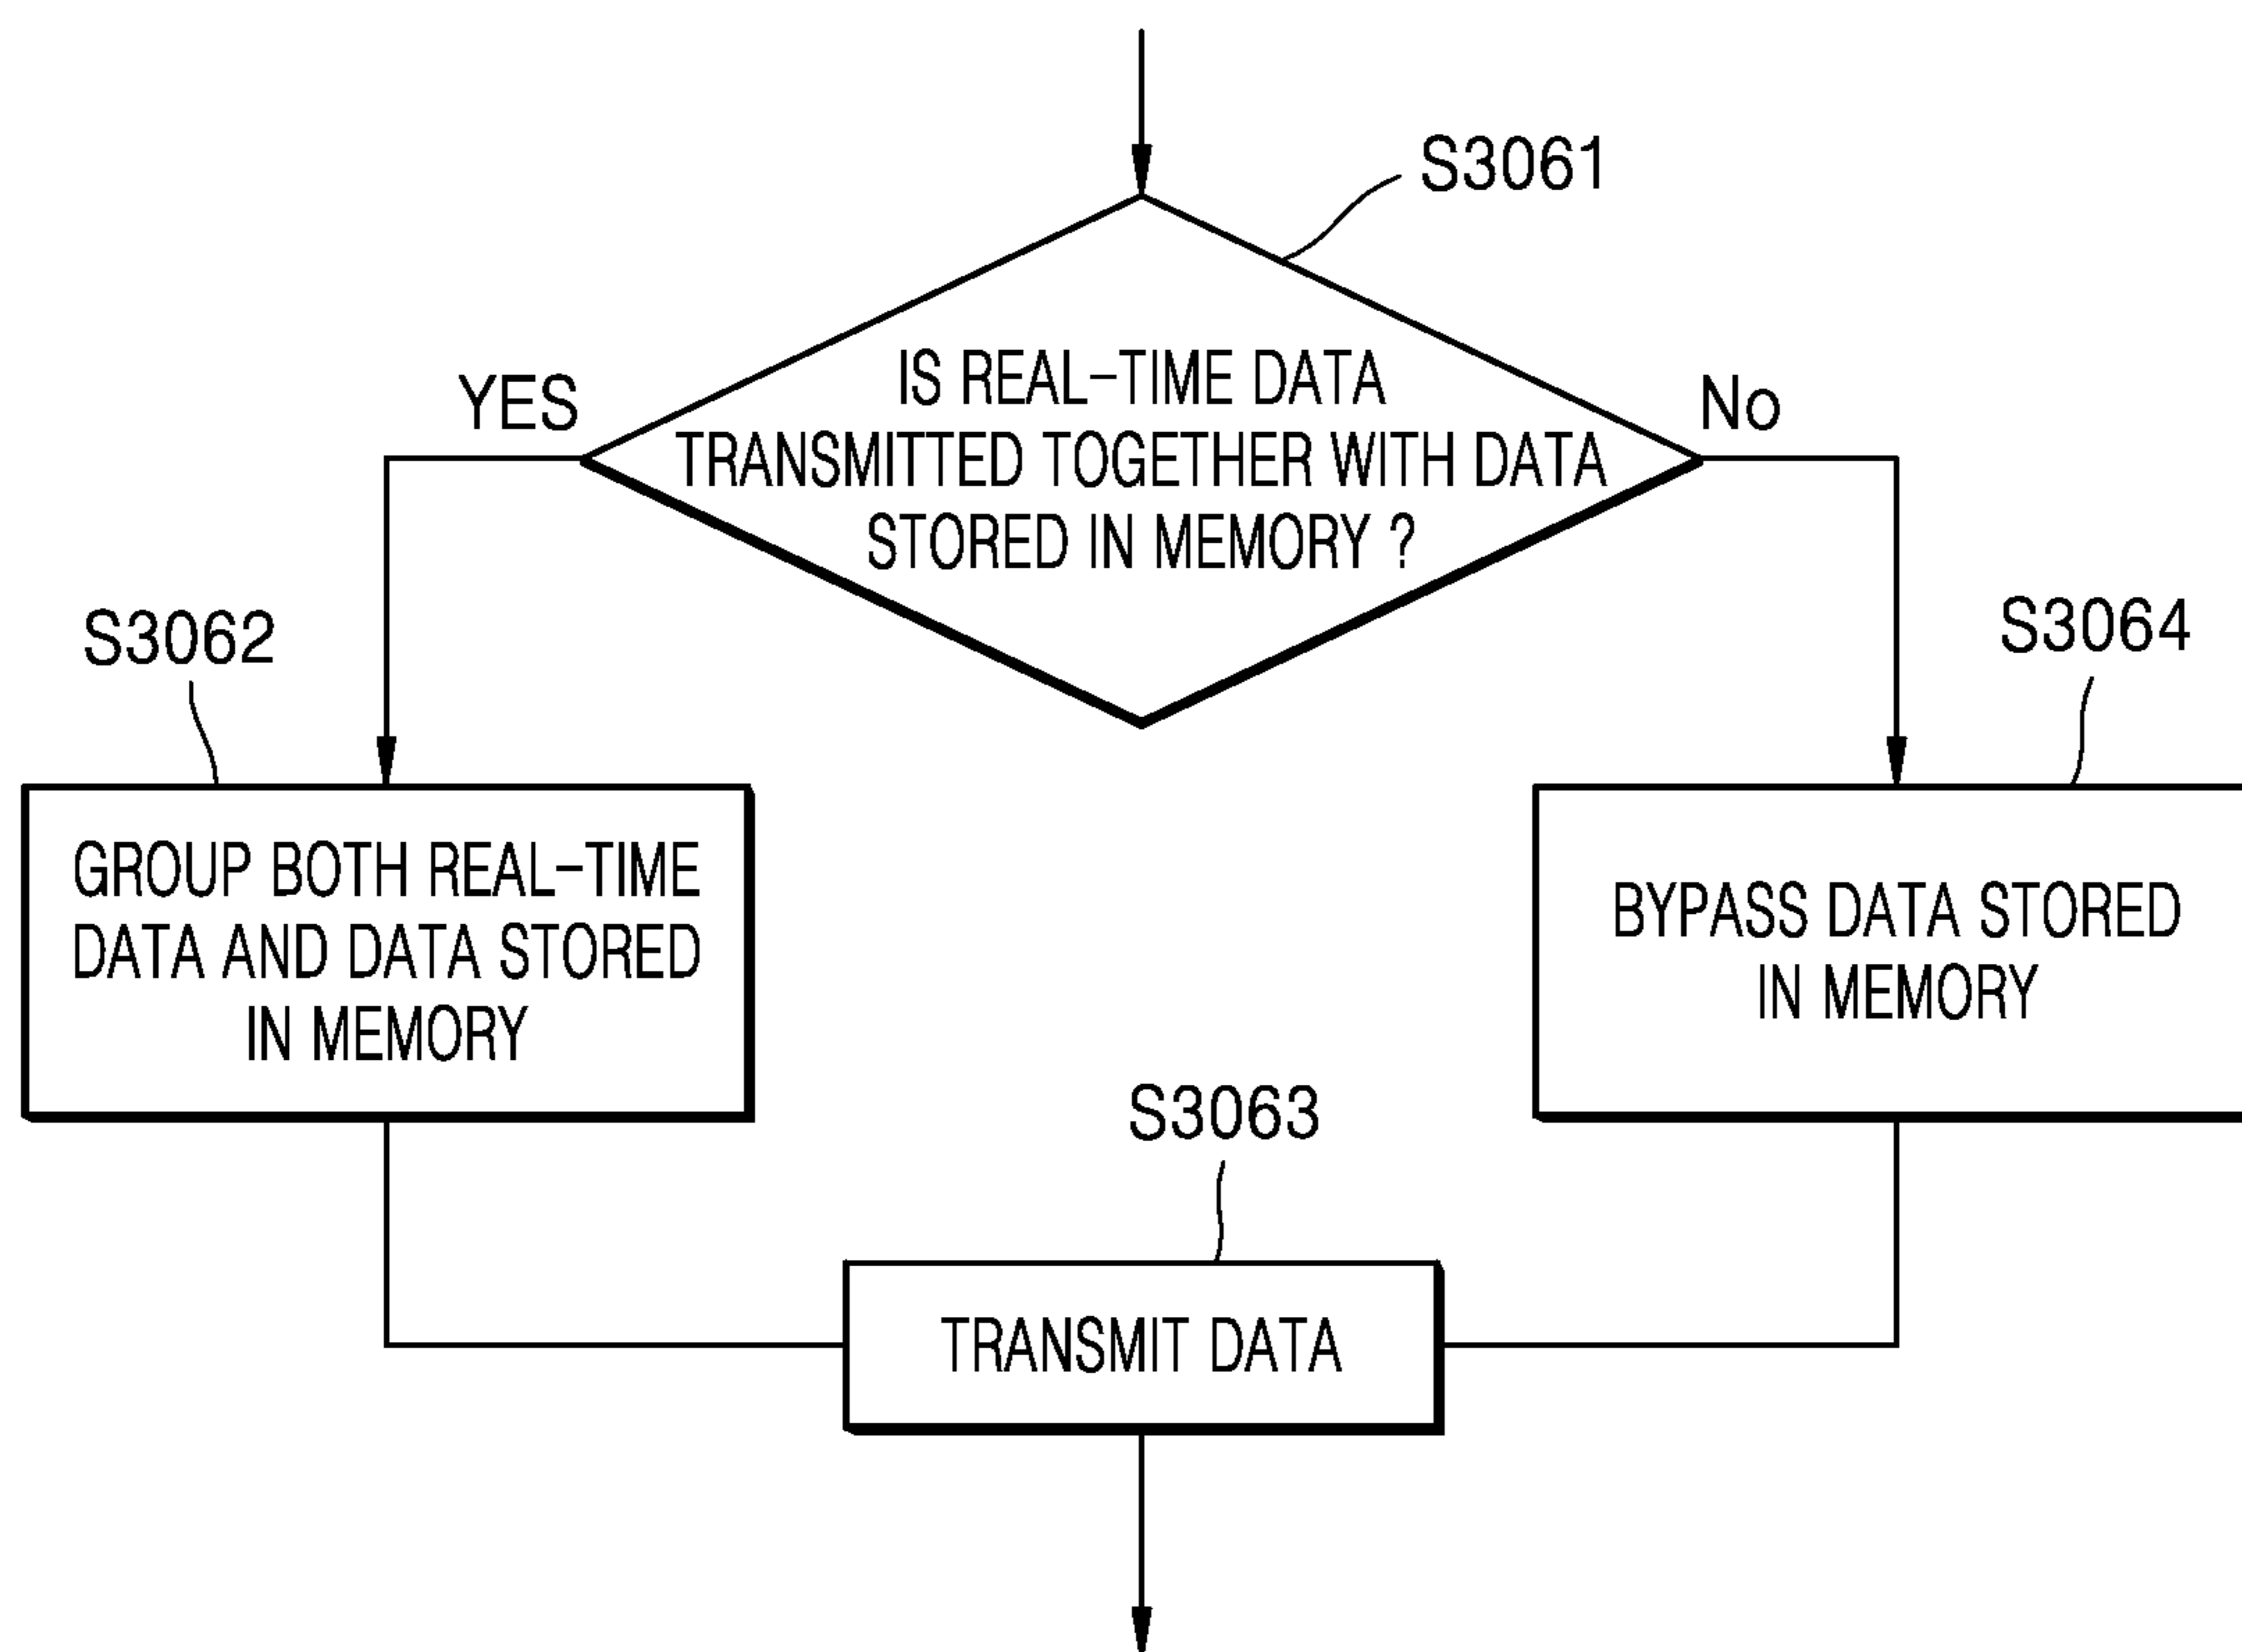 S3061
IS REAL-TIME DATA
TRANSMITTED TOGETHER WITH DATA
STORED IN MEMORY ?
YES
No
S3062
S3064
GROUP BOTH REAL-TIME
DATA AND DATA STORED
IN MEMORY
BYPASS DATA STORED
IN MEMORY
S3063
TRANSMIT DATA